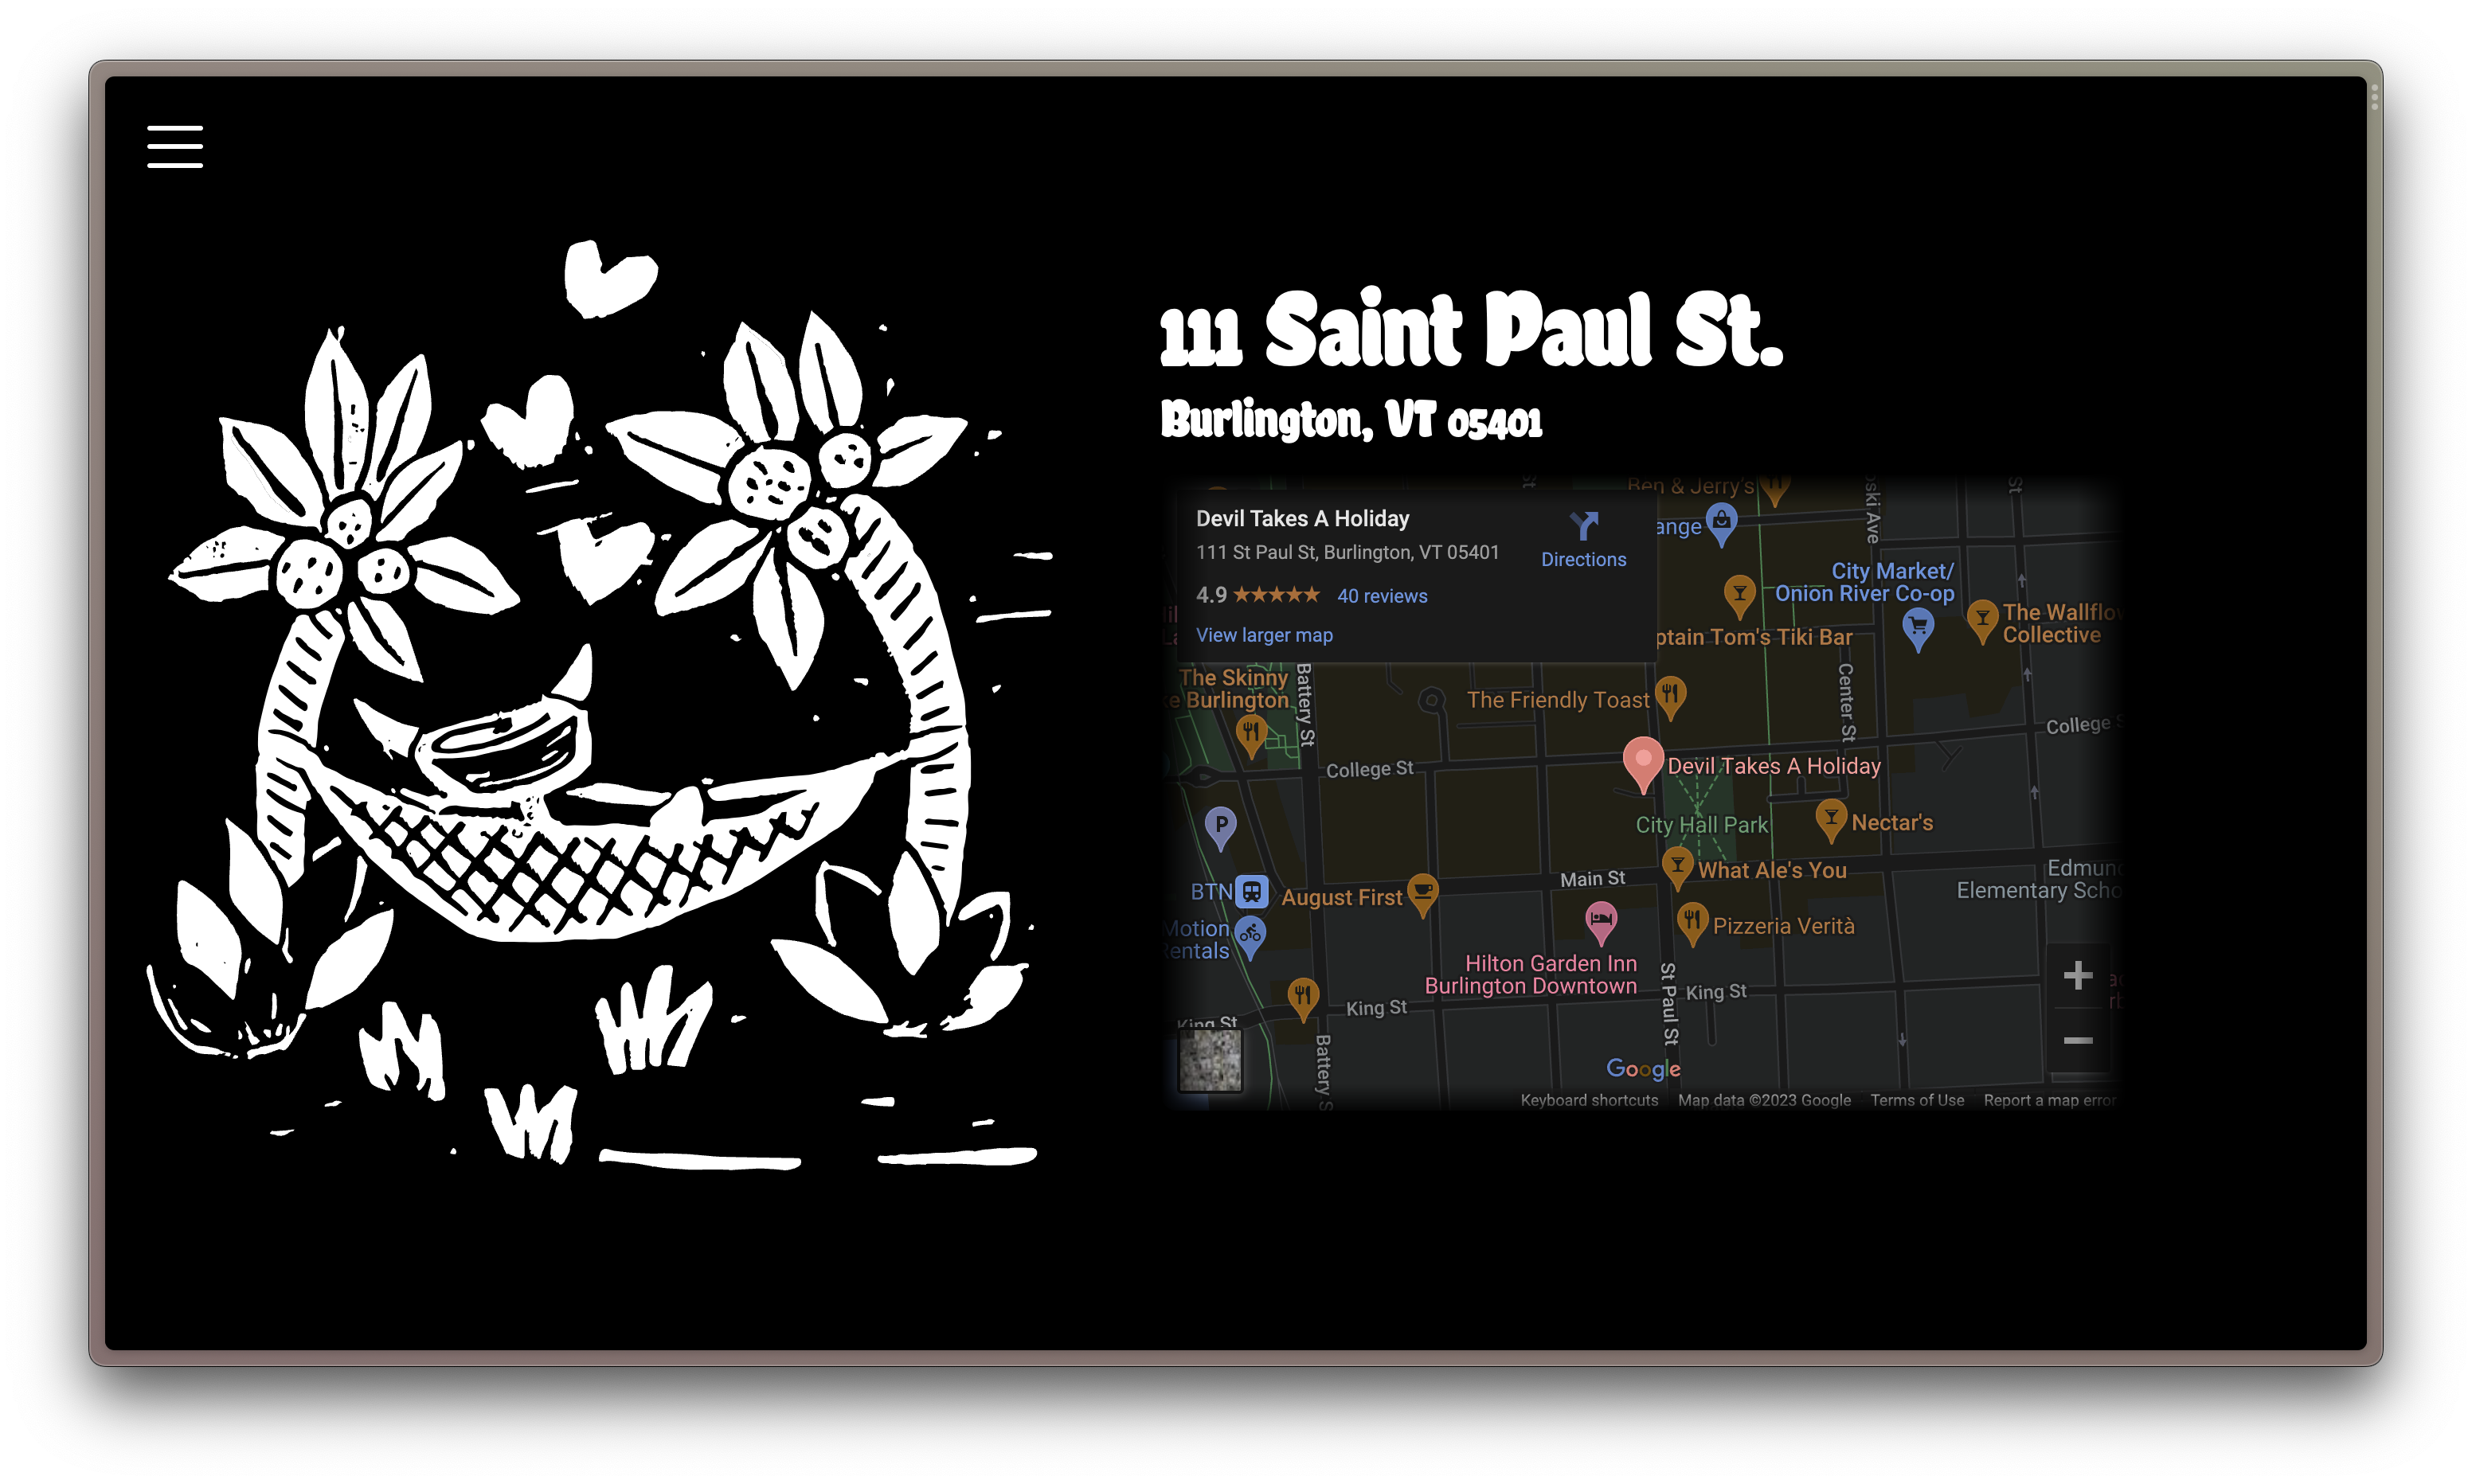 111 Saint Paul St.
Burlington, VT 05401
Ben & Jerry's
St
ski Ave
St
Devil Takes A Holiday
111 St Paul St, Burlington, VT 05401
4.9 ★★★★★ 40 reviews
View larger map
Directions
ange
City Market/
Onion River Co-op
The Wallflo
Collective
ptain Tom's Tiki Bar
The Skinny
e Burlington
Battery St
The Friendly Toast
Center St
College S
College St
Devil Takes A Holiday
P
City Hall Park
Nectar's
Main St
What Ale's You
Edmun
Elementary Scho
BTN
August First
Motion
Rentals
Pizzeria Verità
Hilton Garden Inn
Burlington Downtown
St Paul St
King St
King St
King St
Battery S
Google
Keyboard shortcuts Map data ©2023 Google Terms of Use Report a map error